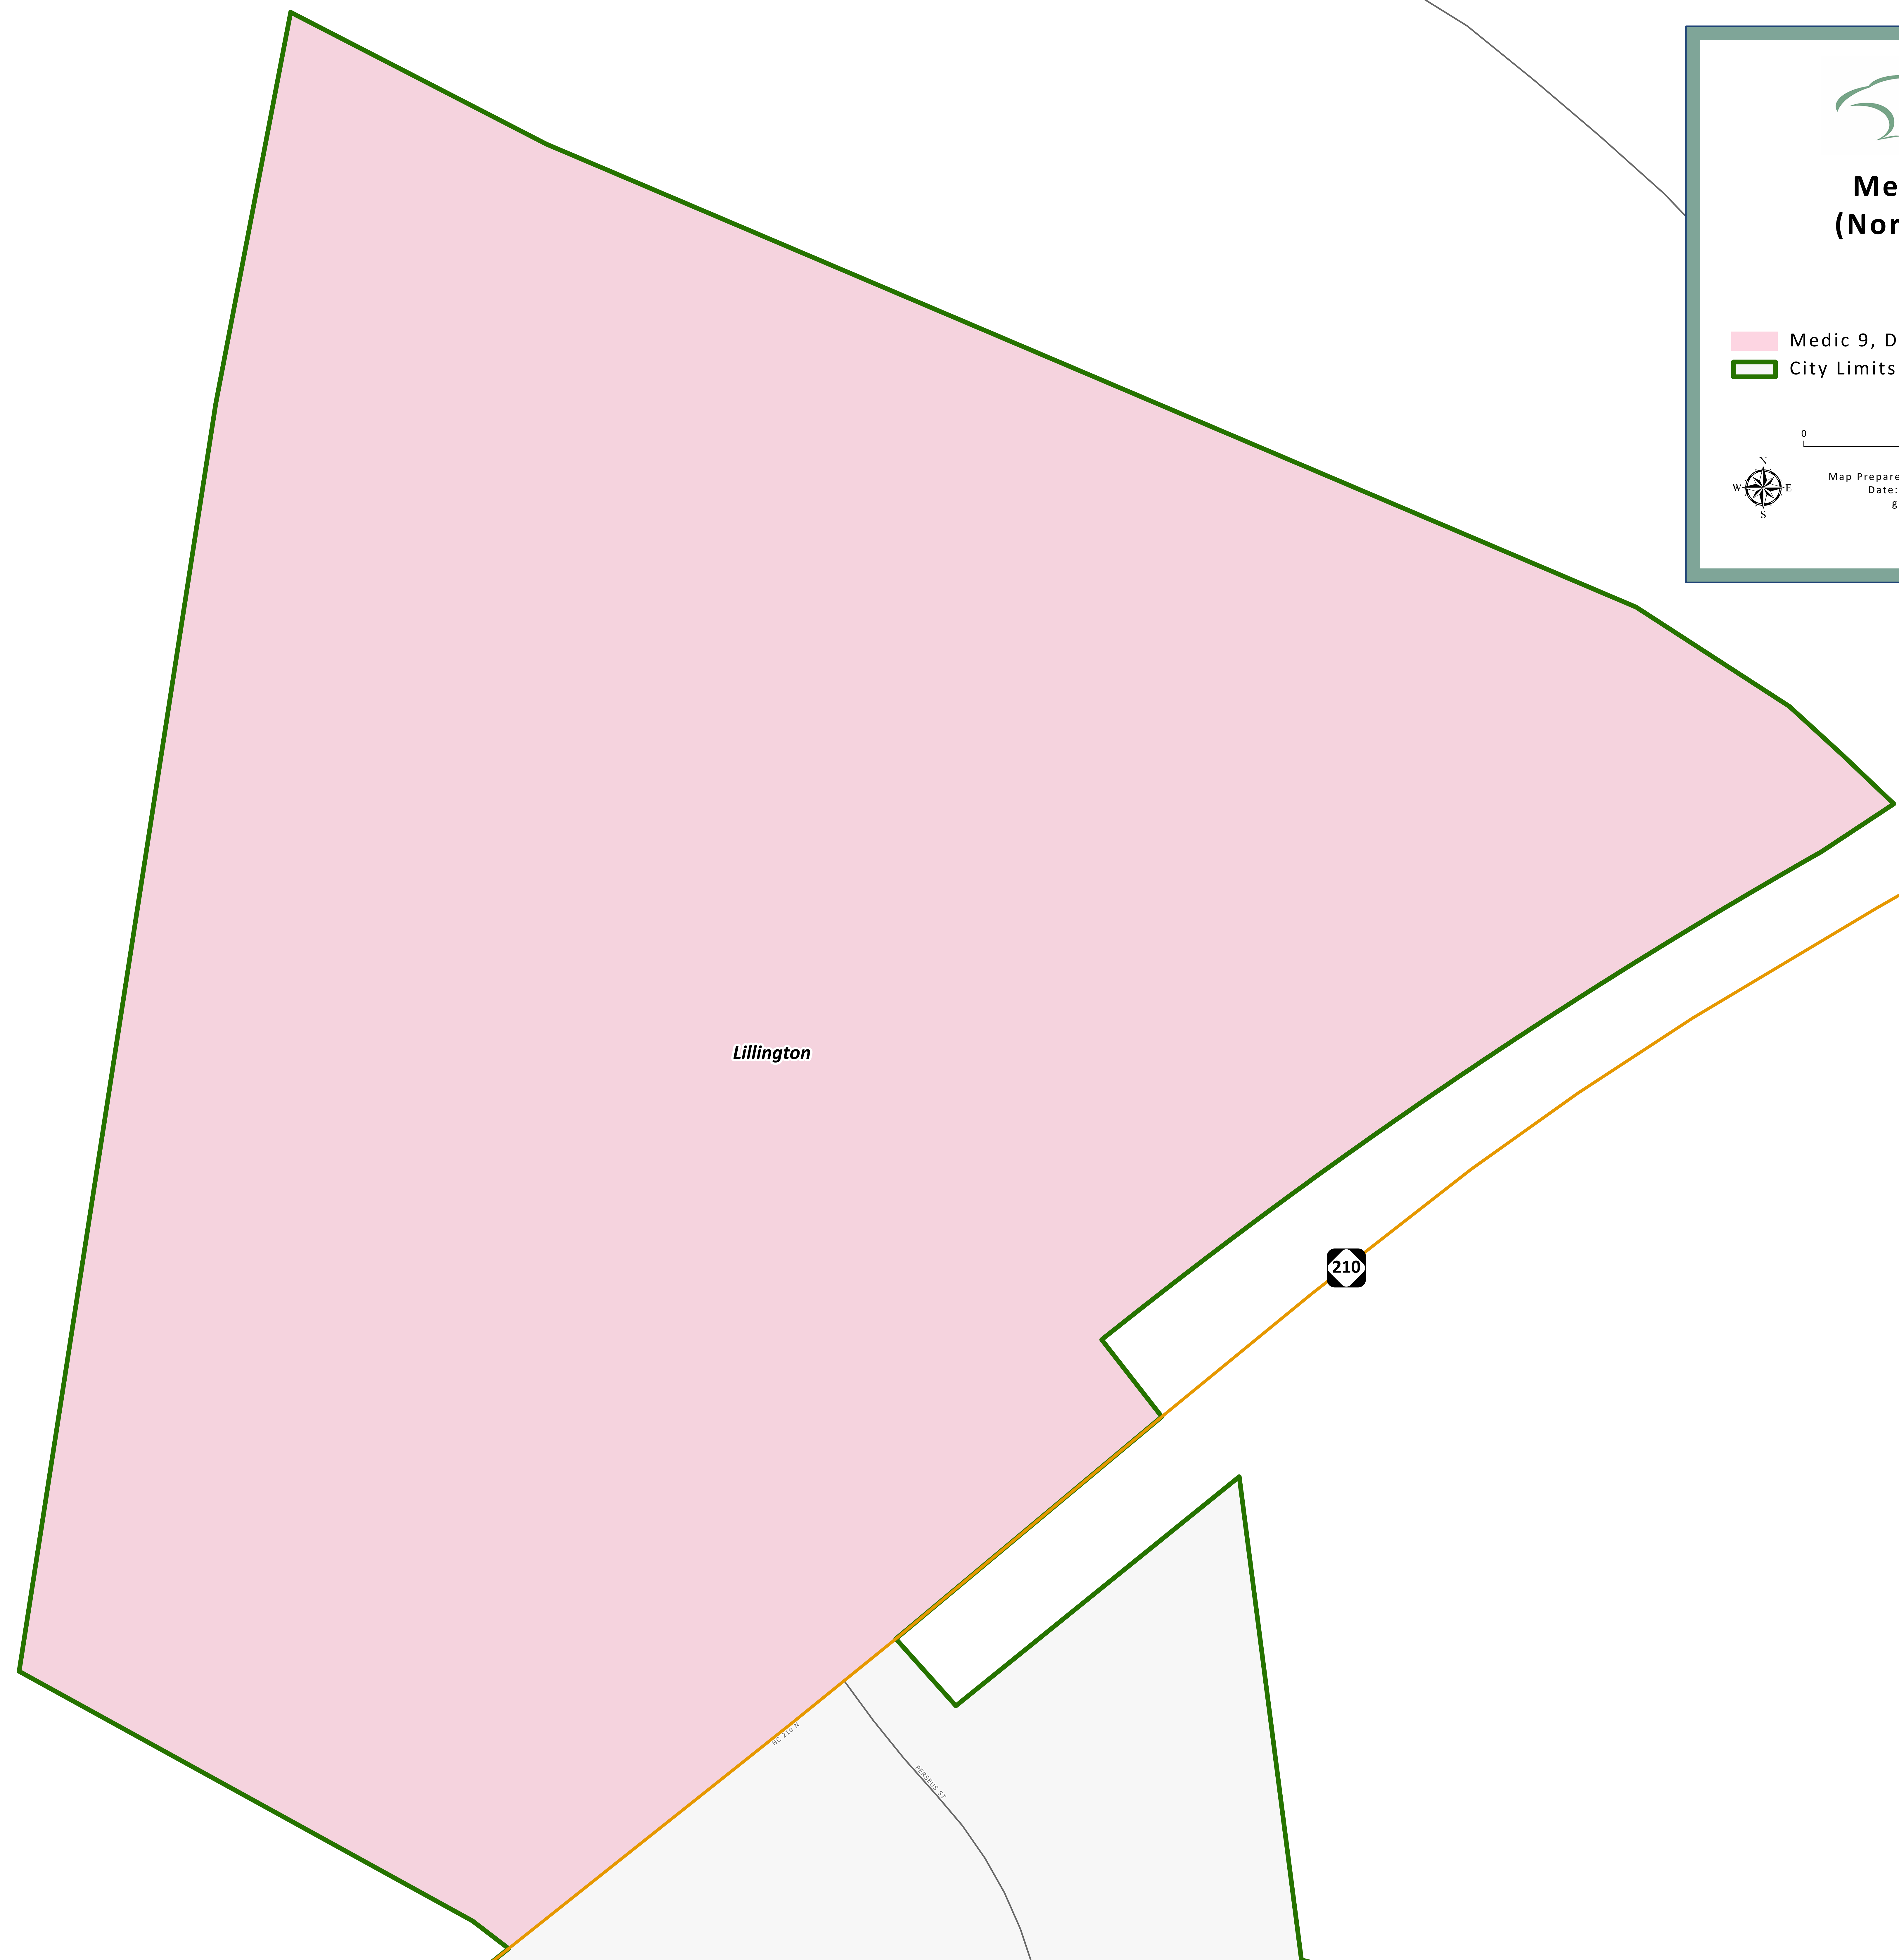 Me
(Nor
Medic 9, D
City Limits
0
N
W E
S
Map Prepare
Date:
g
Lillington
210
NC 210 N
PERSEUS ST